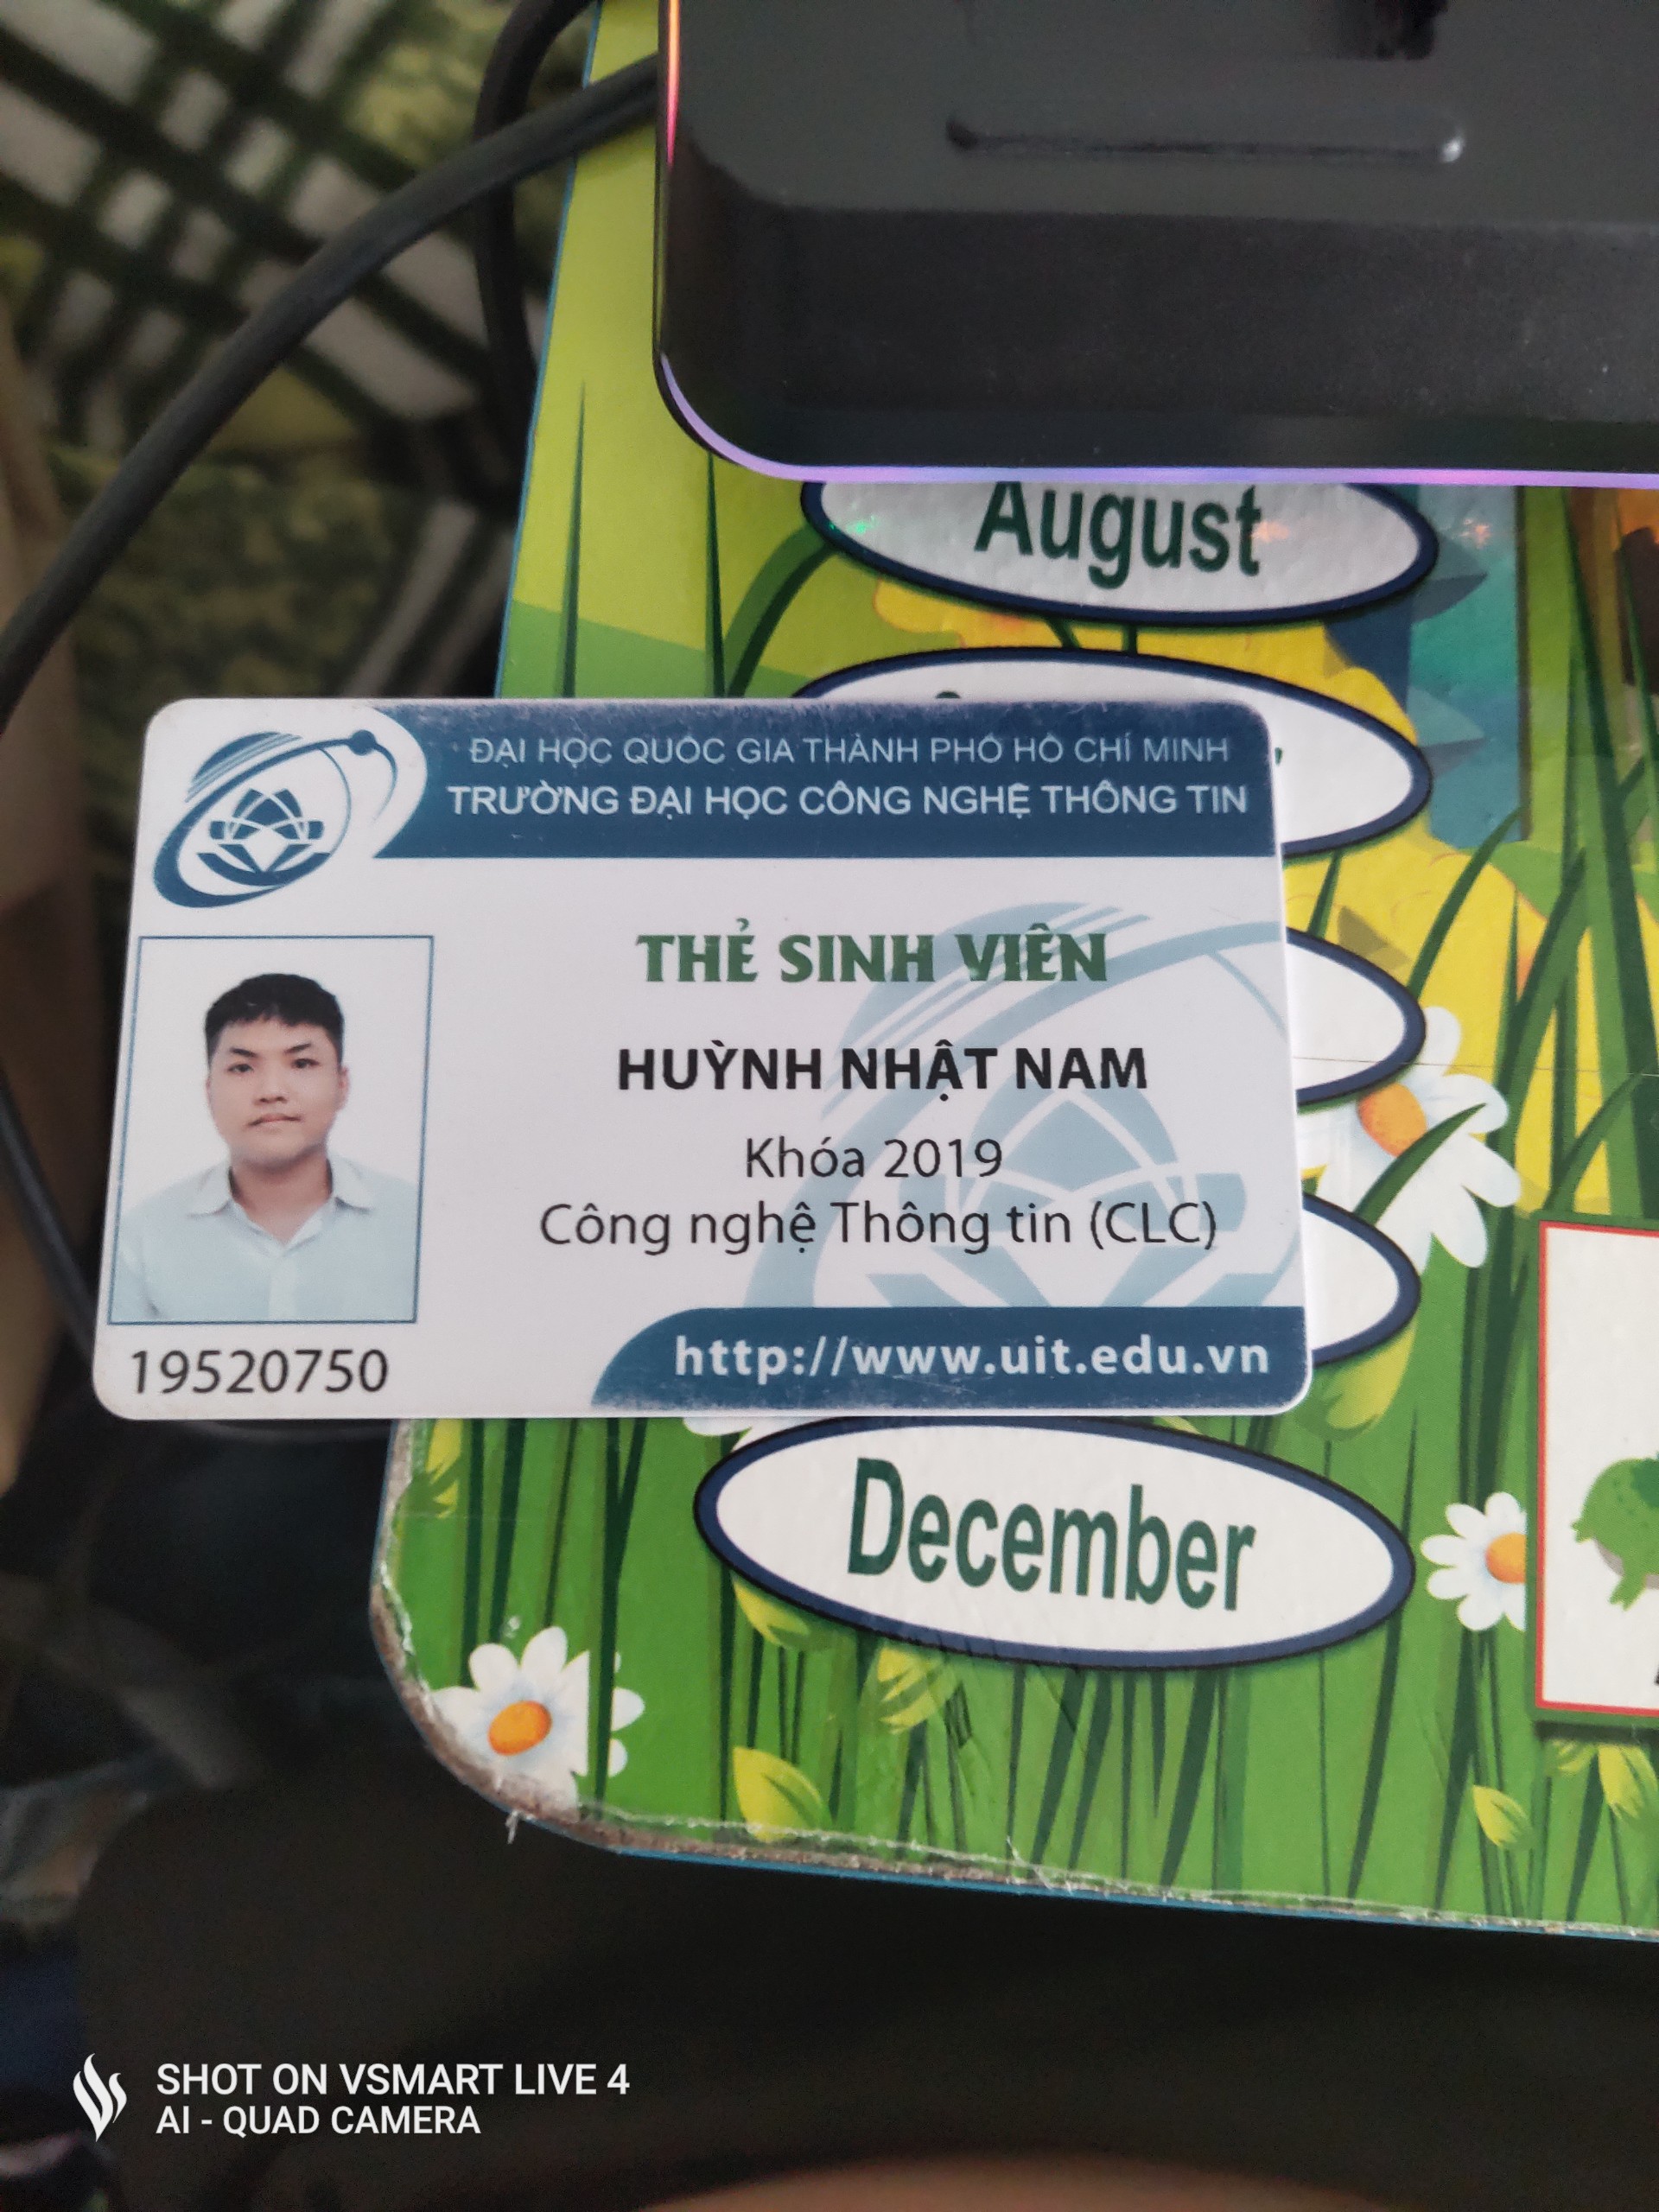 August
ĐẠI HỌC QUỐC GIA THÀNH PHỐ HỒ CHÍ MINH
TRƯỜNG ĐẠI HỌC CÔNG NGHỆ THÔNG TIN
THẺ SINH VIÊN
HUỲNH NHẬT NAM
Khóa 2019
Công nghệ Thông tin (CLC)
19520750
http://www.uit.edu.vn
December
SHOT ON VSMART LIVE 4
AI - QUAD CAMERA